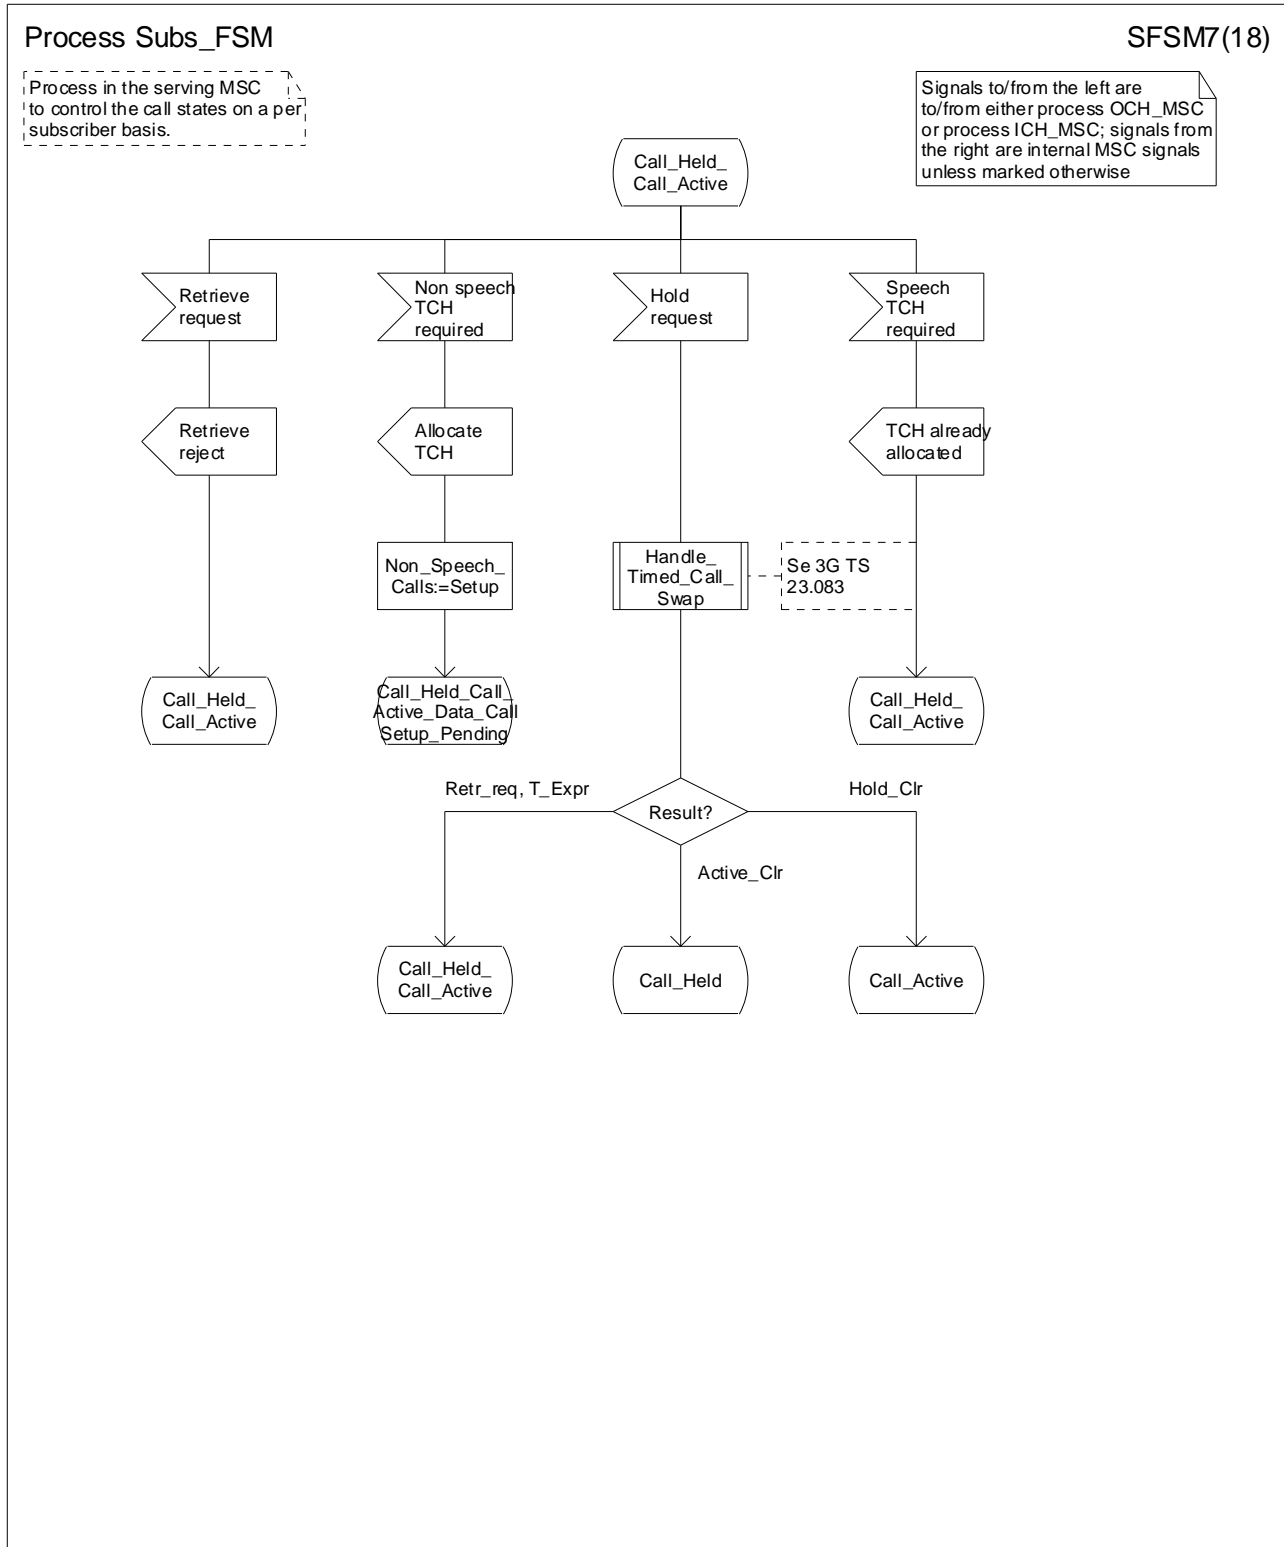 Process Subs_FSM
SFSM7(18)
Process in the serving MSC
to control the call states on a per
subscriber basis.
Signals to/from the left are
to/from either process OCH_MSC
or process ICH_MSC; signals from
the right are internal MSC signals
unless marked otherwise
Call_Held_
Call_Active
Retrieve
request
Non speech
TCH
required
Hold
request
Speech
TCH
required
Retrieve
reject
Allocate
TCH
TCH already
allocated
Non_Speech_
Calls:=Setup
Handle_
Timed_Call_
Swap
Se 3G TS
23.083
Call_Held_
Call_Active
Call_Held_Call_
Active_Data_Call
Setup_Pending
Call_Held_
Call_Active
Retr_req, T_Expr
Result?
Hold_Clr
Active_Clr
Call_Held_
Call_Active
Call_Held
Call_Active